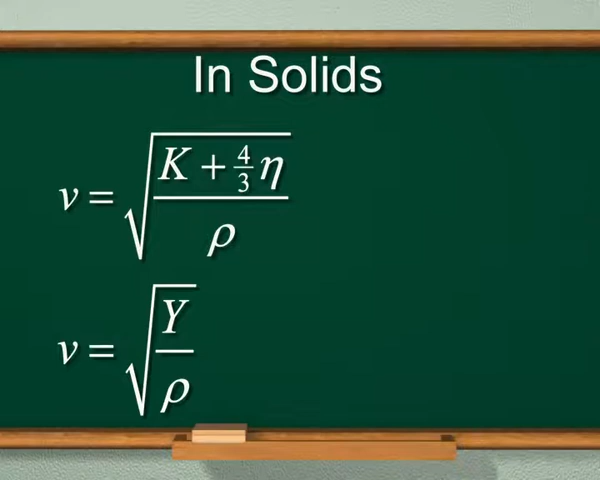 In Solids
v = √((K + 4/3 η)/ρ)
v = √(Y/ρ)